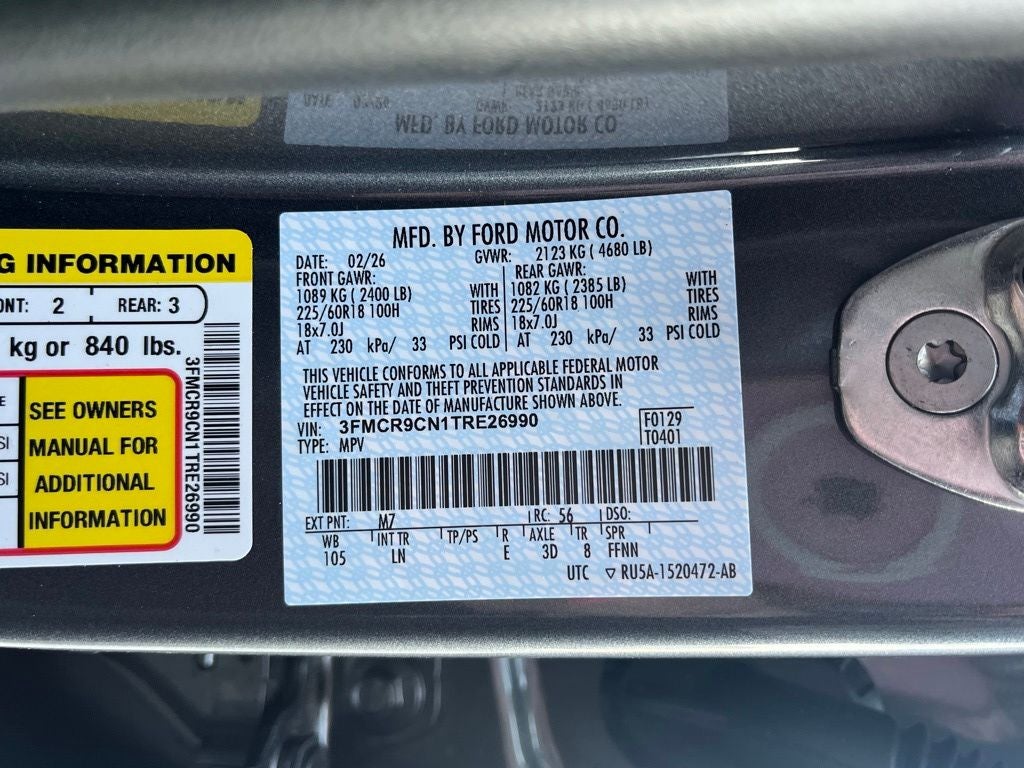 MFD. BY FORD MOTOR CO.
G INFORMATION
ONT: 2 REAR: 3
kg or 840 lbs.
SEE OWNERS
MANUAL FOR
ADDITIONAL
INFORMATION
3FMCR9CN1TRE26990
MFD. BY FORD MOTOR CO.
DATE: 02/26 GVWR: 2123 KG ( 4680 LB)
FRONT GAWR: REAR GAWR:
1089 KG ( 2400 LB) WITH 1082 KG ( 2385 LB) WITH
225/60R18 100H TIRES 225/60R18 100H TIRES
18x7.0J RIMS 18x7.0J RIMS
AT 230 kPa/ 33 PSI COLD AT 230 kPa/ 33 PSI COLD
THIS VEHICLE CONFORMS TO ALL APPLICABLE FEDERAL MOTOR
VEHICLE SAFETY AND THEFT PREVENTION STANDARDS IN
EFFECT ON THE DATE OF MANUFACTURE SHOWN ABOVE.
VIN: 3FMCR9CN1TRE26990 F0129
TYPE: MPV T0401
EXT PNT: M7 RC: 56 DSO:
WB INT TR TP/PS R AXLE TR SPR
105 LN E 3D 8 FFNN
UTC ▽ RU5A-1520472-AB